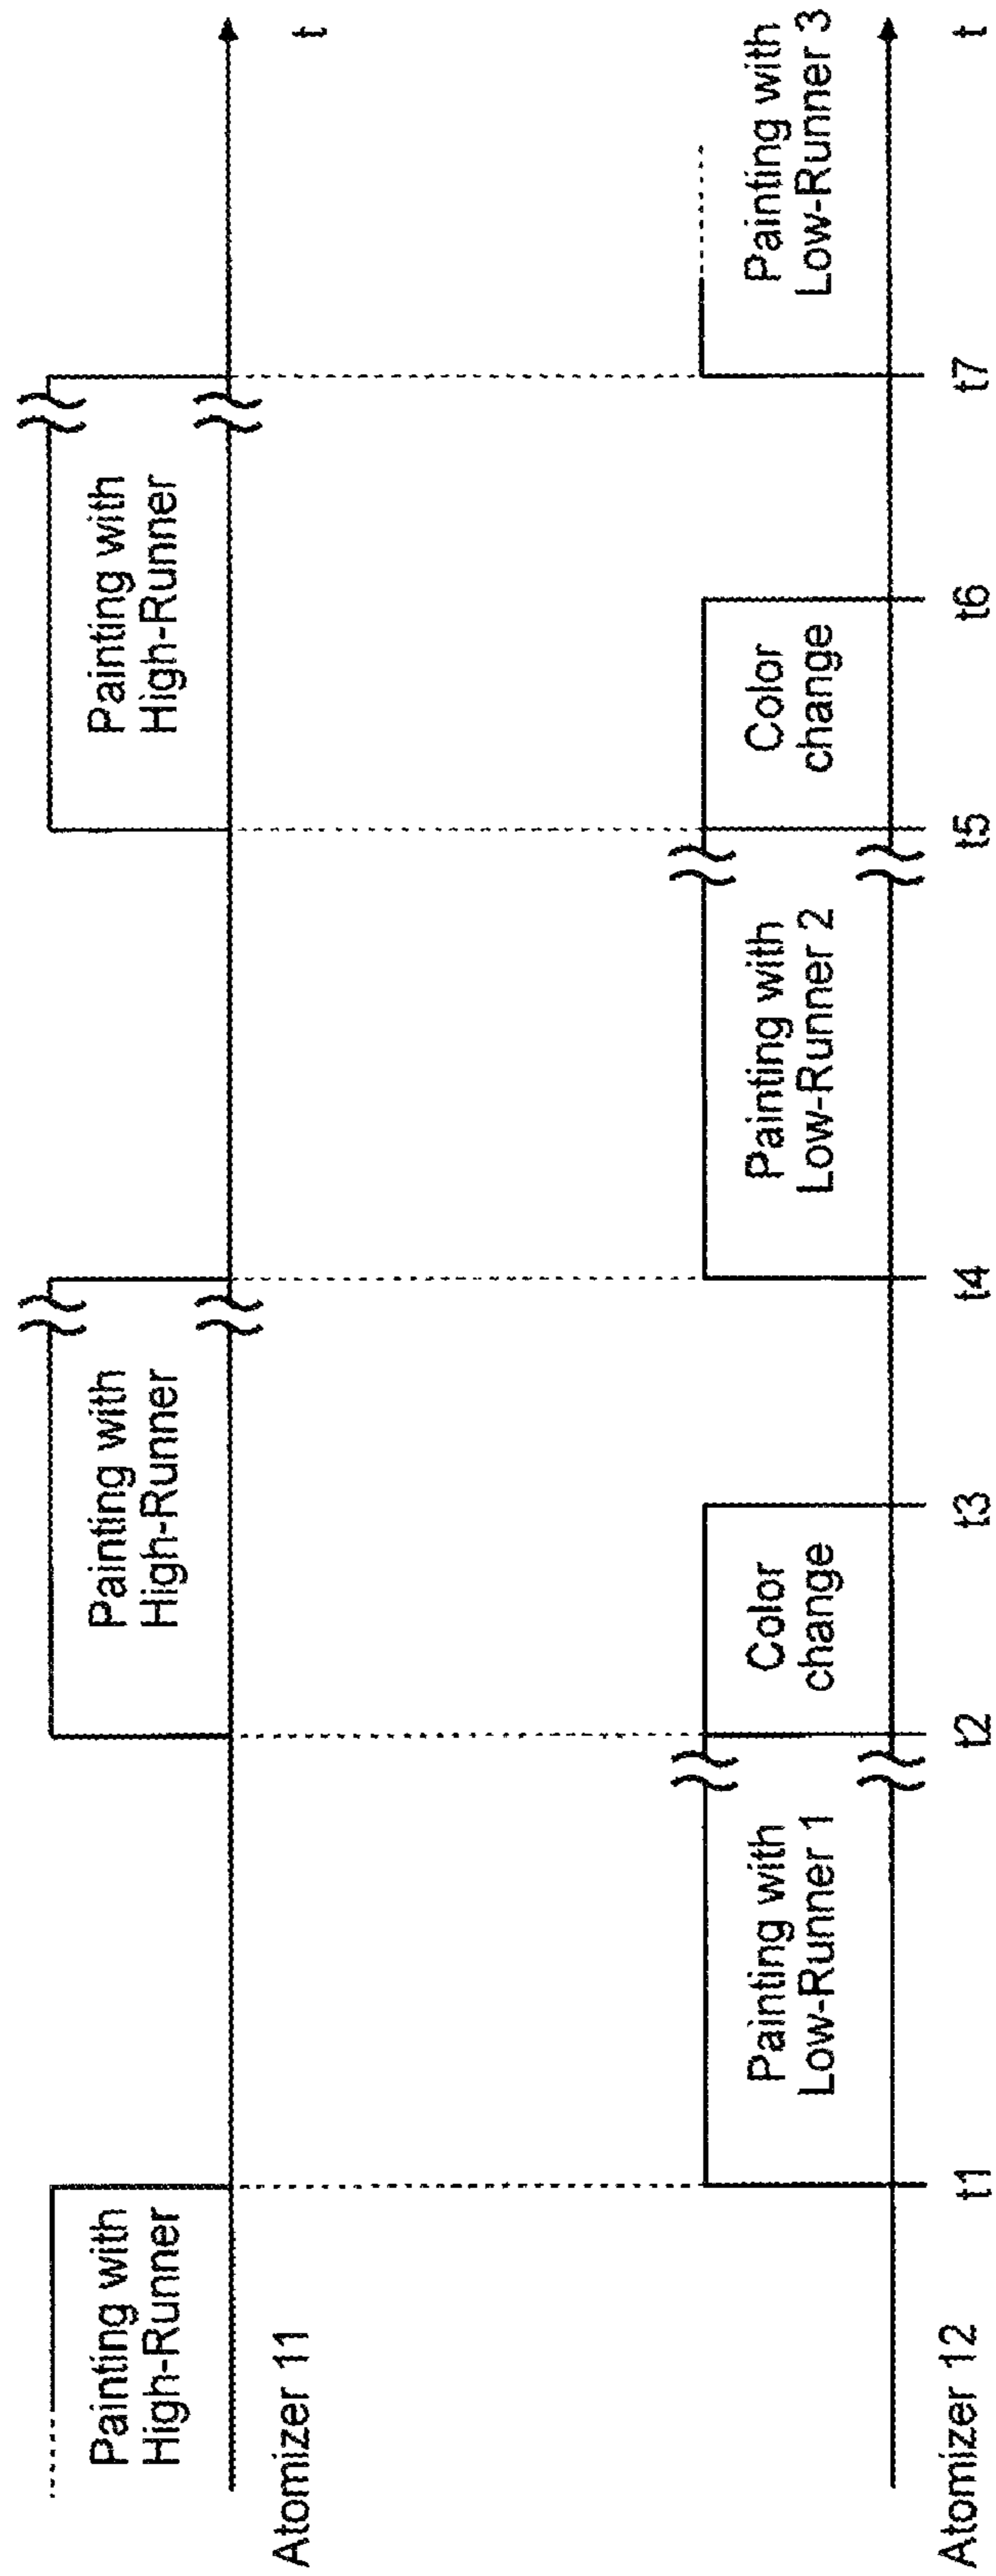 Painting with
High-Runner
Painting with
High-Runner
Painting with
High-Runner
t
Atomizer 11
Painting with
Low-Runner 1
Color
change
Painting with
Low-Runner 2
Color
change
Painting with
Low-Runner 3
Atomizer 12
t1
t2
t3
t4
t5
t6
t7
t